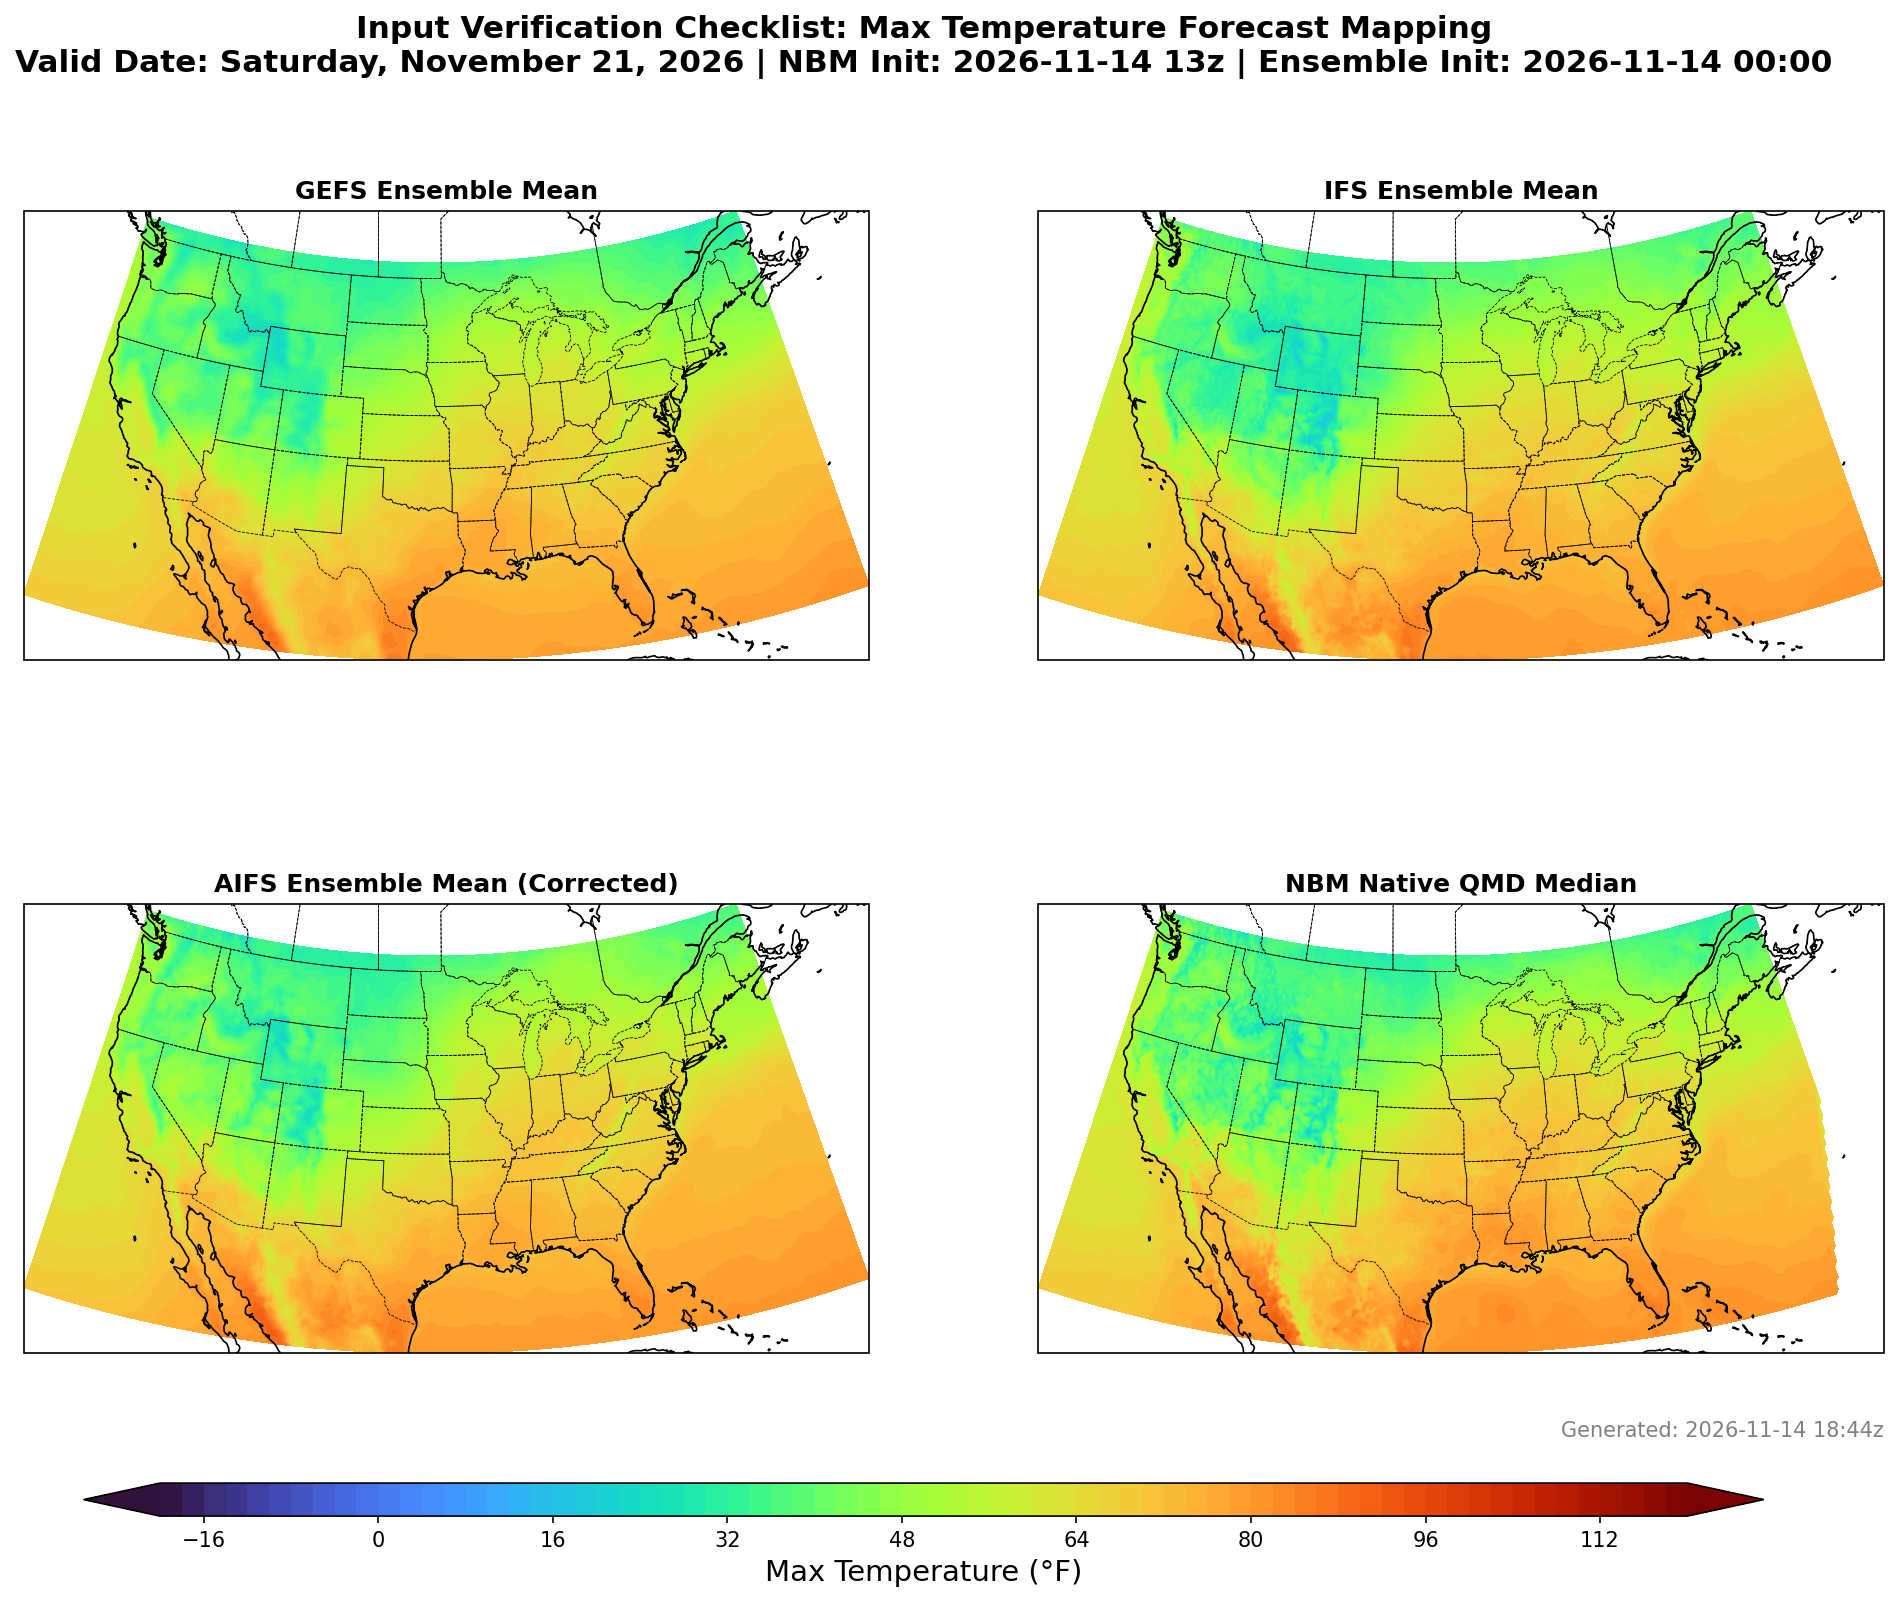 Input Verification Checklist: Max Temperature Forecast Mapping
Valid Date: Saturday, November 21, 2026 | NBM Init: 2026-11-14 13z | Ensemble Init: 2026-11-14 00:00
GEFS Ensemble Mean
IFS Ensemble Mean
AIFS Ensemble Mean (Corrected)
NBM Native QMD Median
Generated: 2026-11-14 18:44z
−16 0 16 32 48 64 80 96 112
Max Temperature (°F)